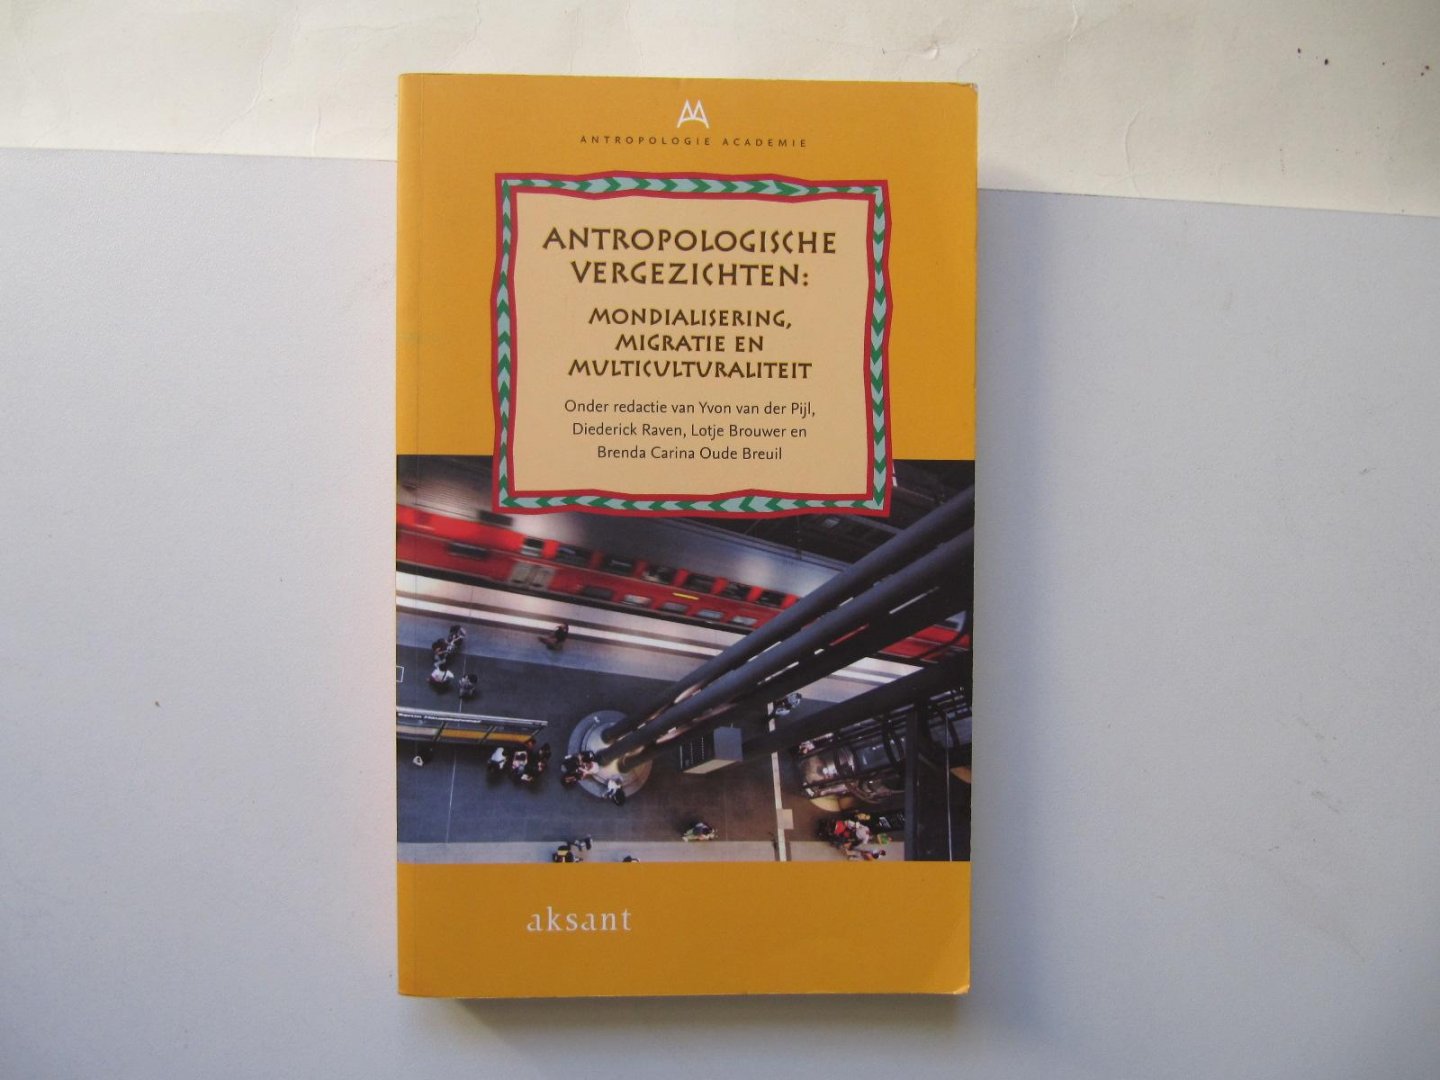 ANTROPOLOGIE ACADEMIE
ANTROPOLOGISCHE
VERGEZICHTEN:
MONDIALISERING,
MIGRATIE EN
MULTICULTURALITEIT
Onder redactie van Yvon van der Pijl,
Diederick Raven, Lotje Brouwer en
Brenda Carina Oude Breuil
aksant